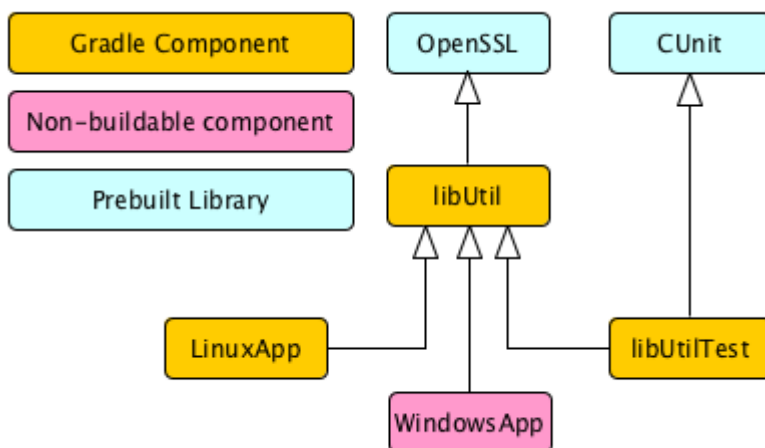 Gradle Component
OpenSSL
CUnit
Non-buildable component
Prebuilt Library
libUtil
LinuxApp
libUtilTest
WindowsApp